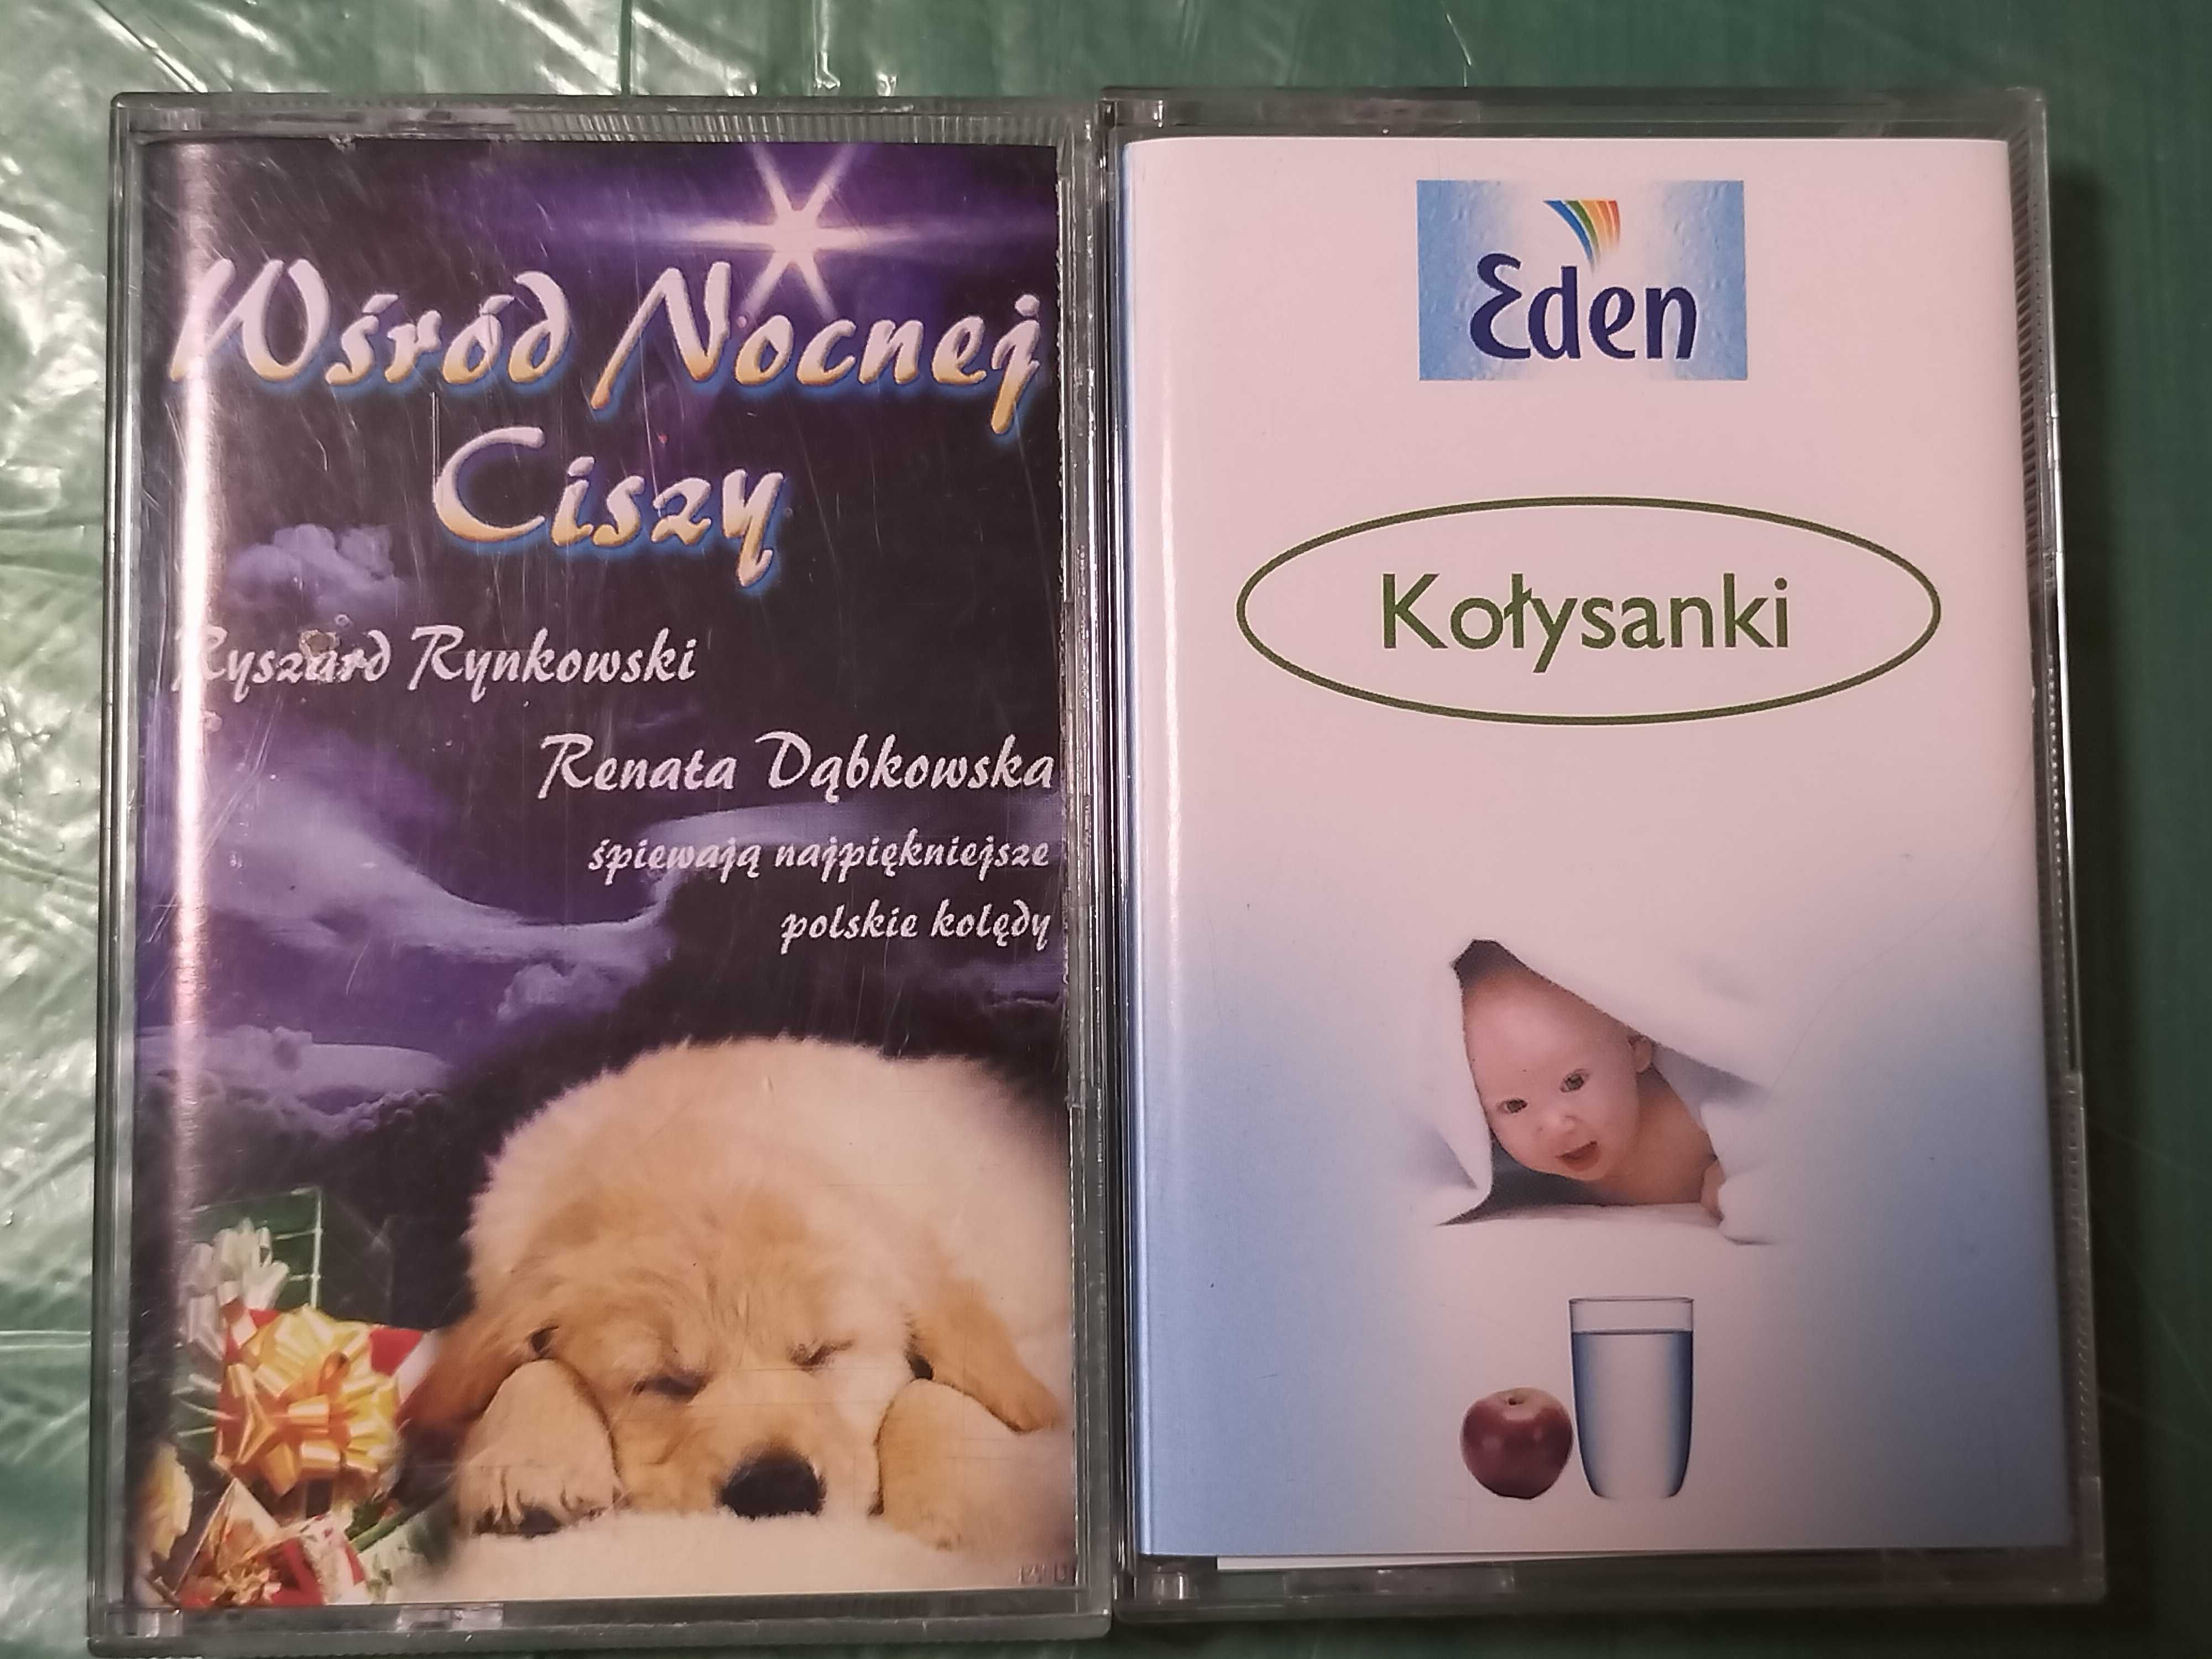 Wśród Nocnej
Ciszy
Ryszard Rynkowski
Renata Dąbkowska
śpiewają najpiękniejsze
polskie kolędy
Eden
Kołysanki